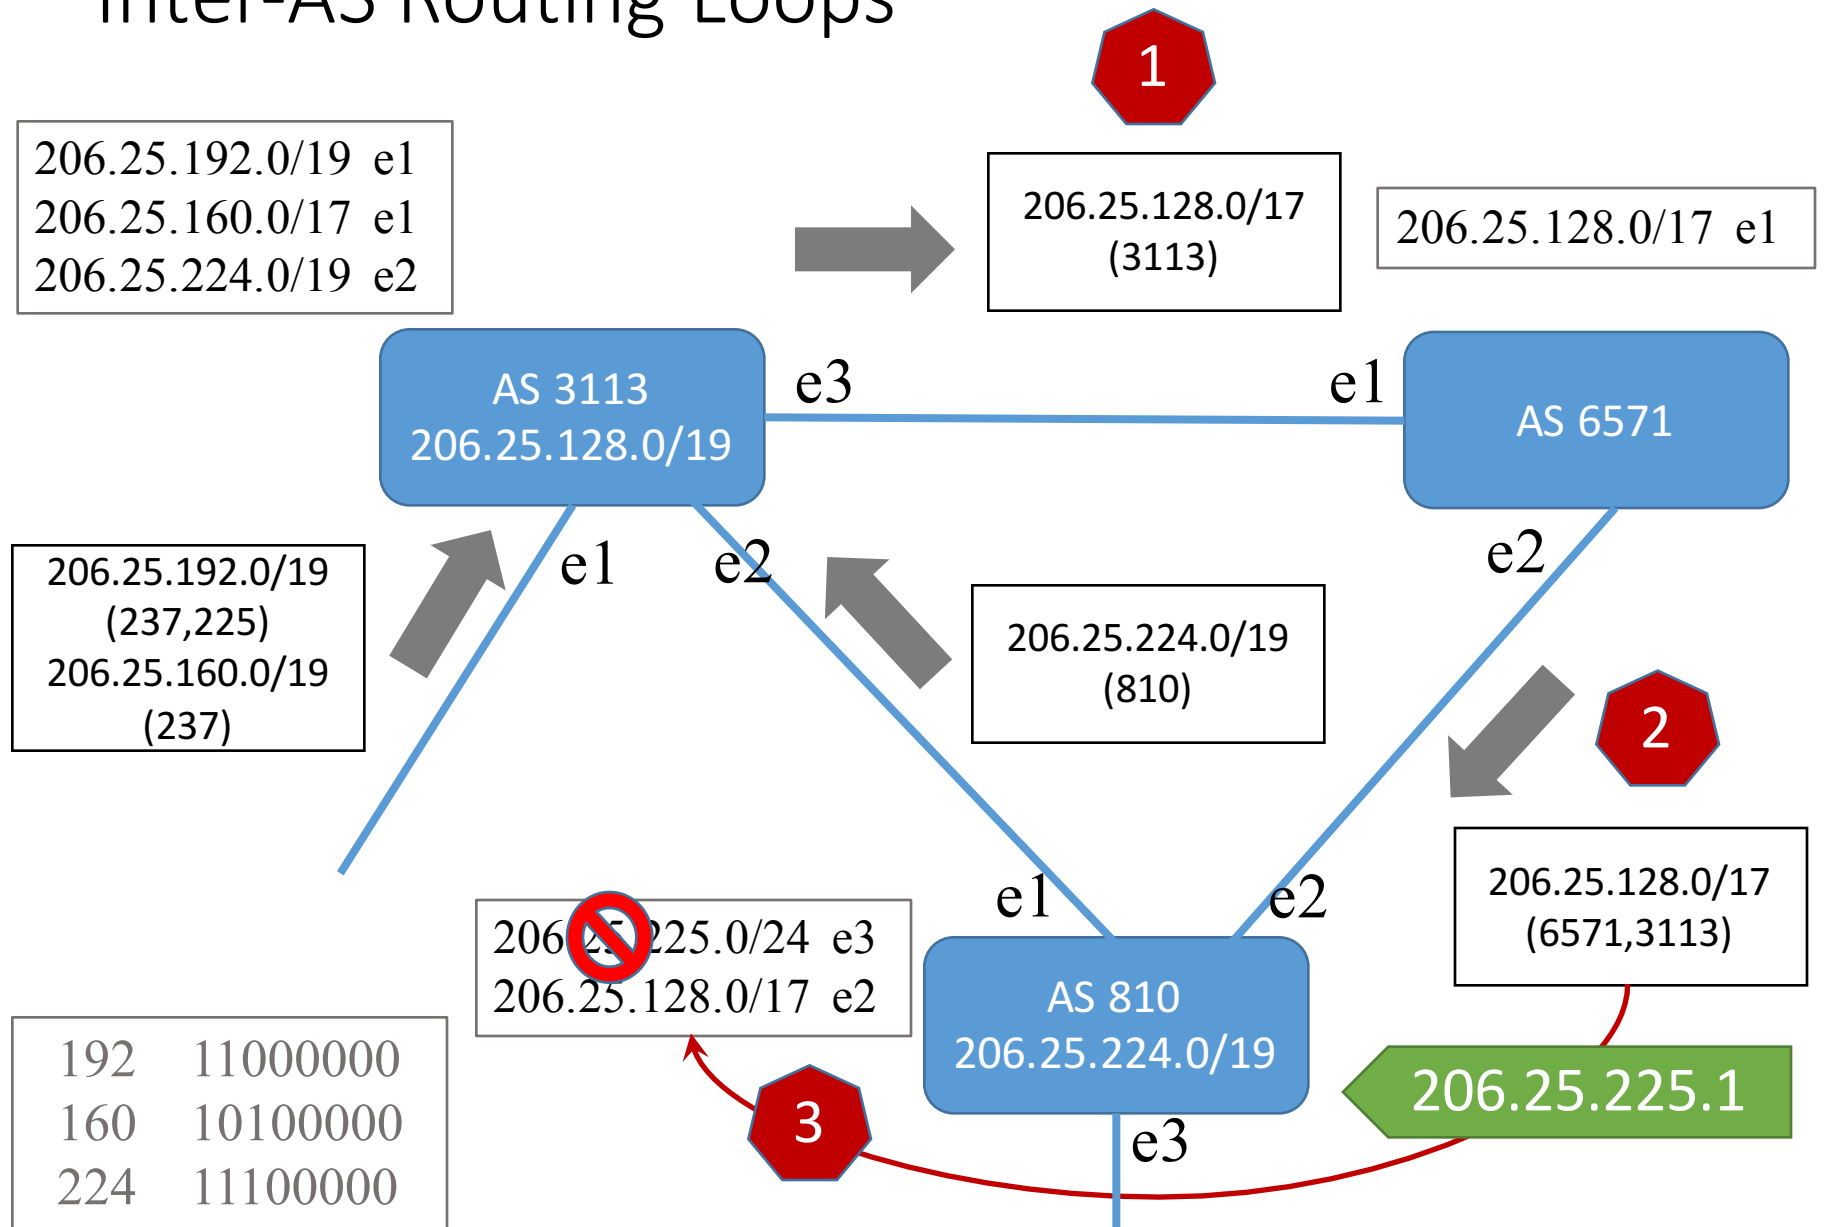 Inter-AS Routing Loops
1
206.25.192.0/19 e1
206.25.160.0/17 e1
206.25.224.0/19 e2
206.25.128.0/17
(3113)
206.25.128.0/17 e1
AS 3113
206.25.128.0/19
e3
e1
AS 6571
206.25.192.0/19
(237,225)
206.25.160.0/19
(237)
e1
e2
e2
206.25.224.0/19
(810)
2
206.25.128.0/17
(6571,3113)
e1
e2
206.25.225.0/24 e3
206.25.128.0/17 e2
AS 810
206.25.224.0/19
206.25.225.1
3
e3
192 11000000
160 10100000
224 11100000